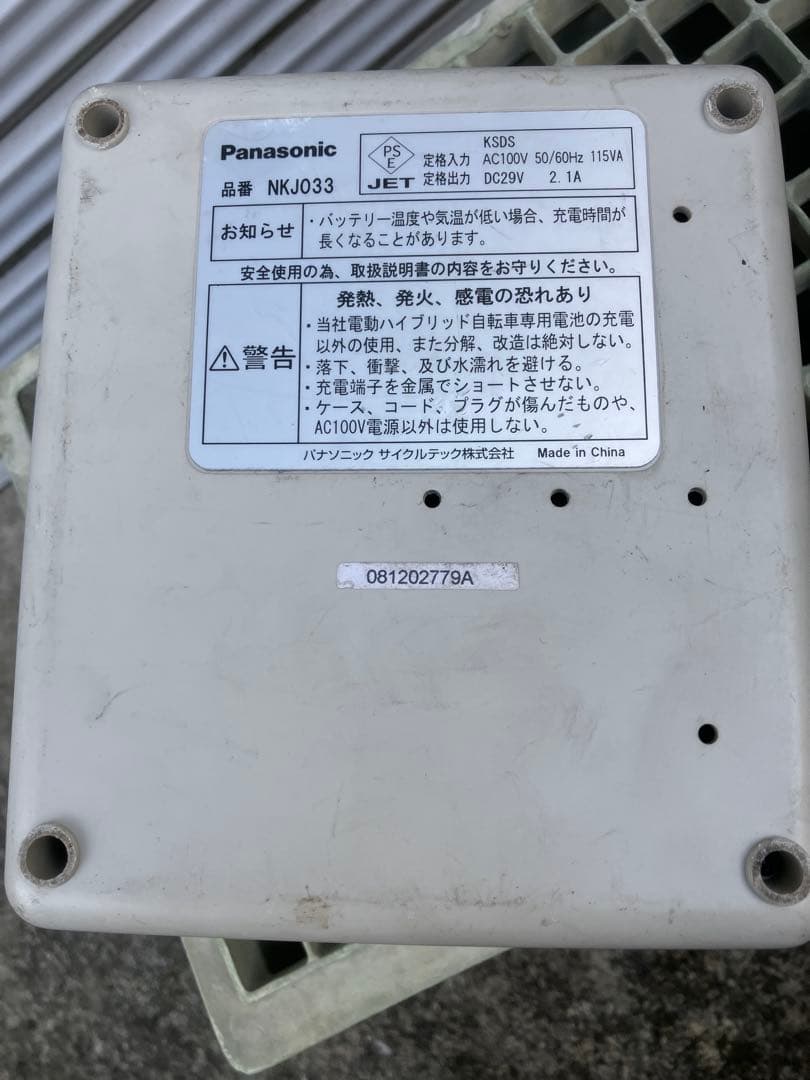 Panasonic
品番 NKJ033
PS
E
JET
KSDS
定格入力 AC100V 50/60Hz 115VA
定格出力 DC29V 2.1A
お知らせ
・バッテリー温度や気温が低い場合、充電時間が
長くなることがあります。
安全使用の為、取扱説明書の内容をお守りください。
警告
発熱、発火、感電の恐れあり
・当社電動ハイブリッド自転車専用電池の充電
以外の使用、また分解、改造は絶対しない。
・落下、衝撃、及び水濡れを避ける。
・充電端子を金属でショートさせない。
・ケース、コード、プラグが傷んだものや、
AC100V電源以外は使用しない。
パナソニック サイクルテック株式会社 Made in China
081202779A